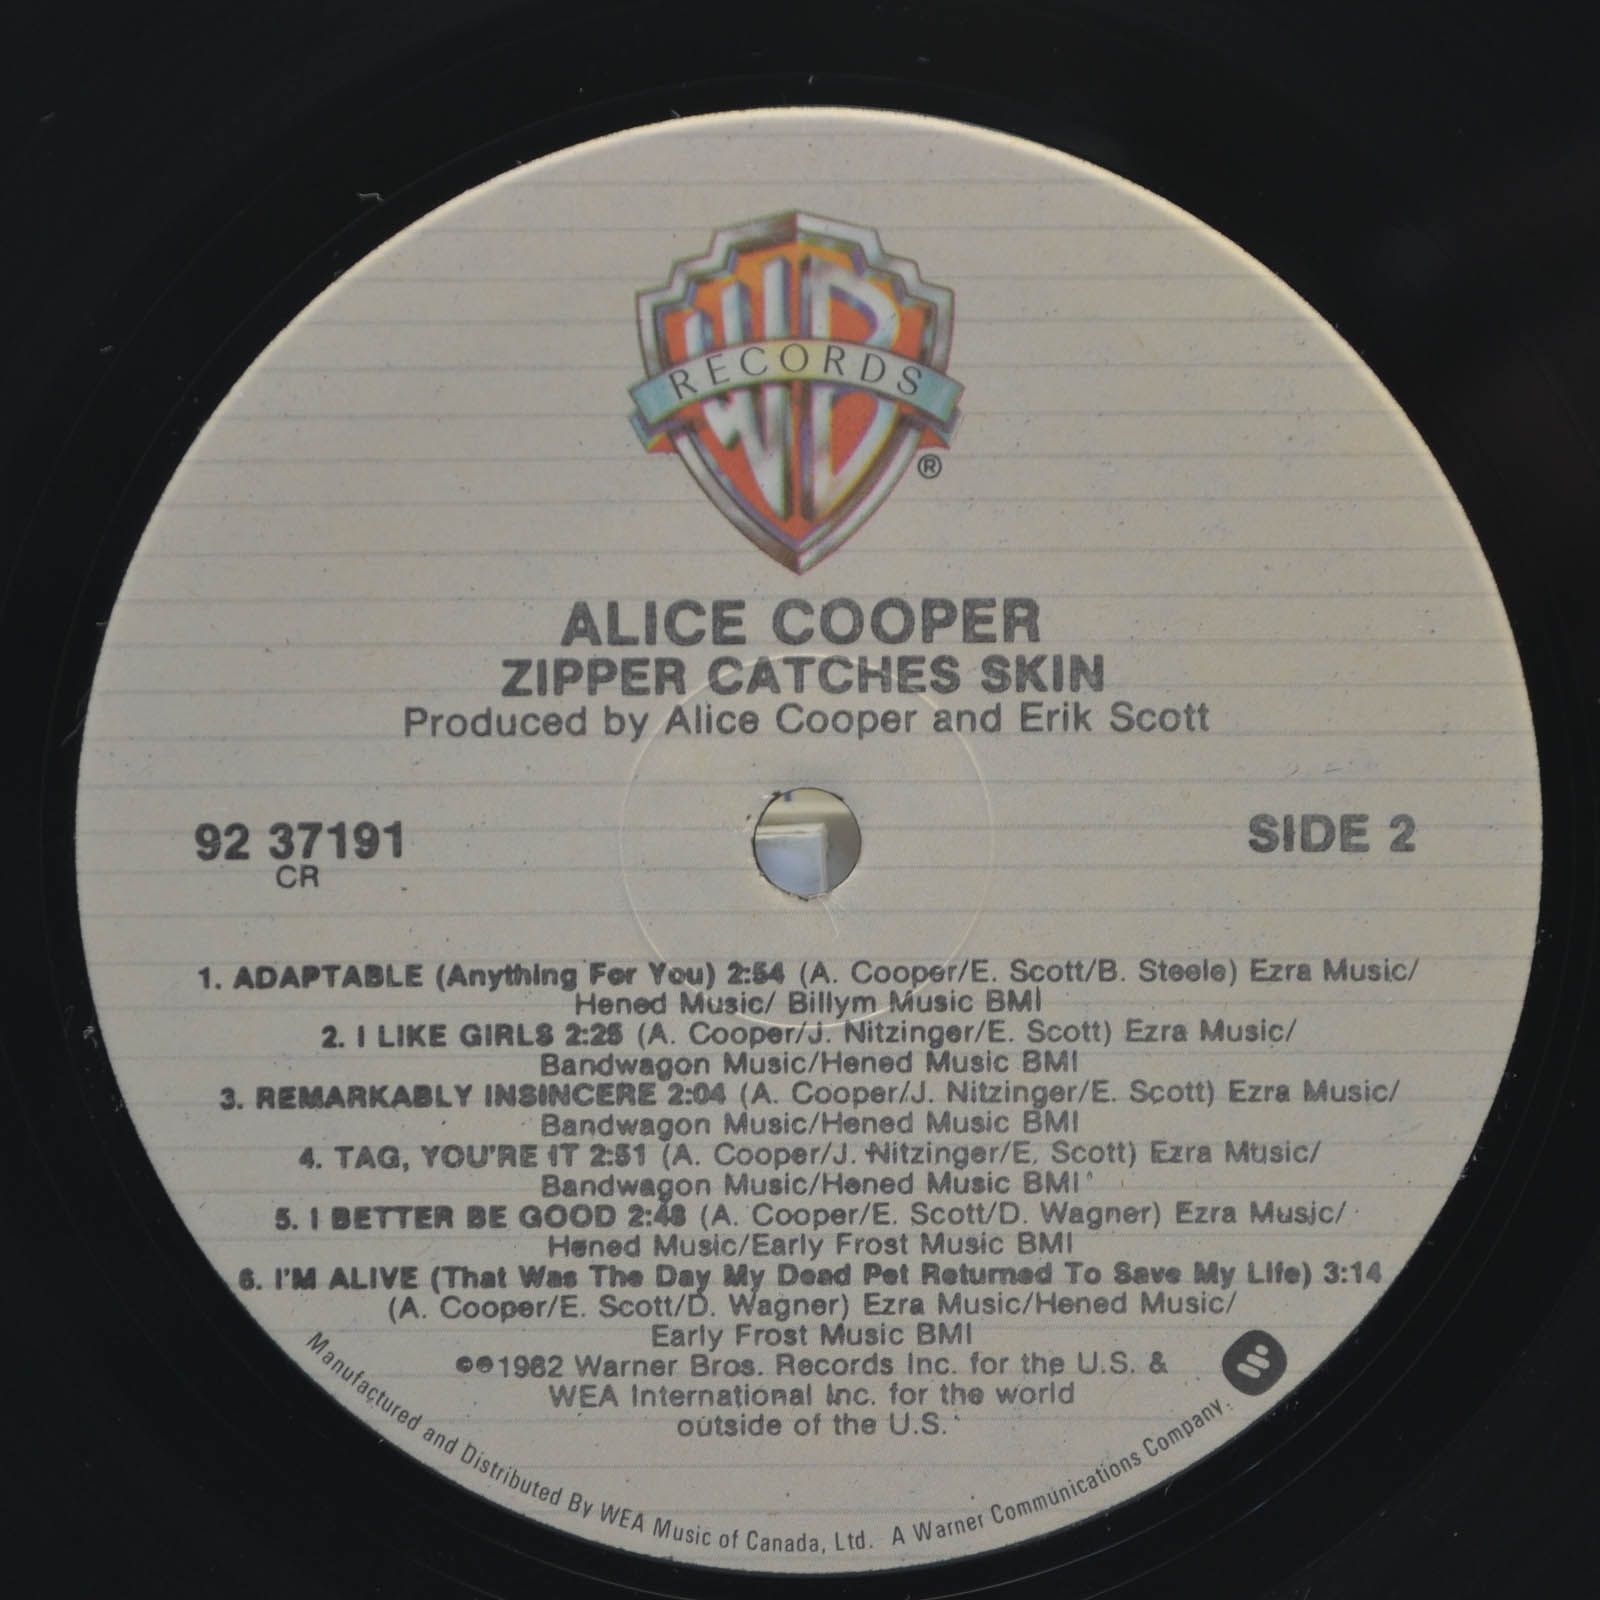 WB
RECORDS
®
ALICE COOPER
ZIPPER CATCHES SKIN
Produced by Alice Cooper and Erik Scott
92 37191
CR
SIDE 2
1. ADAPTABLE (Anything For You) 2:54 (A. Cooper/E. Scott/B. Steele) Ezra Music/
Hened Music/ Billym Music BMI
2. I LIKE GIRLS 2:25 (A. Cooper/J. Nitzinger/E. Scott) Ezra Music/
Bandwagon Music/Hened Music BMI
3. REMARKABLY INSINCERE 2:04 (A. Cooper/J. Nitzinger/E. Scott) Ezra Music/
Bandwagon Music/Hened Music BMI
4. TAG, YOU'RE IT 2:51 (A. Cooper/J. Nitzinger/E. Scott) Ezra Music/
Bandwagon Music/Hened Music BMI
5. I BETTER BE GOOD 2:48 (A. Cooper/E. Scott/D. Wagner) Ezra Music/
Hened Music/Early Frost Music BMI
6. I'M ALIVE (That Was The Day My Dead Pet Returned To Save My Life) 3:14
(A. Cooper/E. Scott/D. Wagner) Ezra Music/Hened Music/
Early Frost Music BMI
©℗1982 Warner Bros. Records Inc. for the U.S. &
WEA International Inc. for the world
outside of the U.S.
Manufactured and Distributed By WEA Music of Canada, Ltd. A Warner Communications Company.